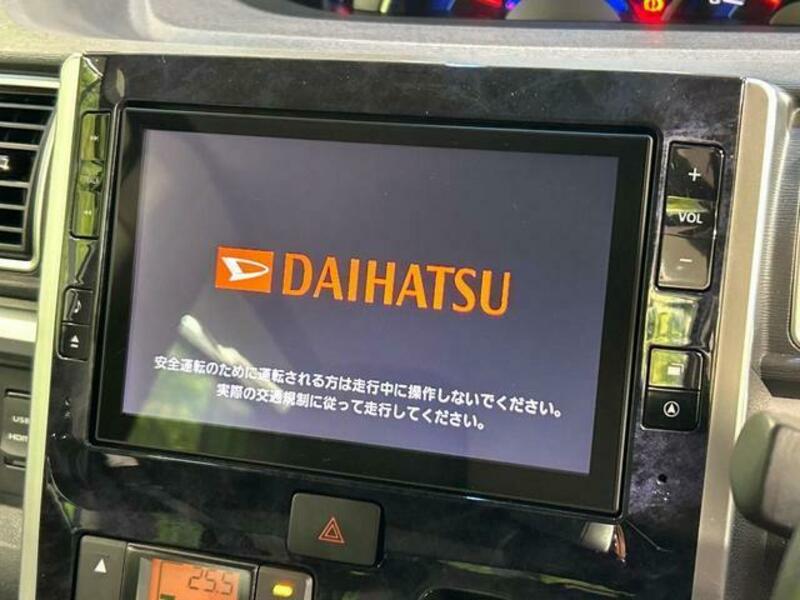 DAIHATSU
安全運転のために運転される方は走行中に操作しないでください。
実際の交通規制に従って走行してください。
+
VOL
−
USB
HDMI
25.5